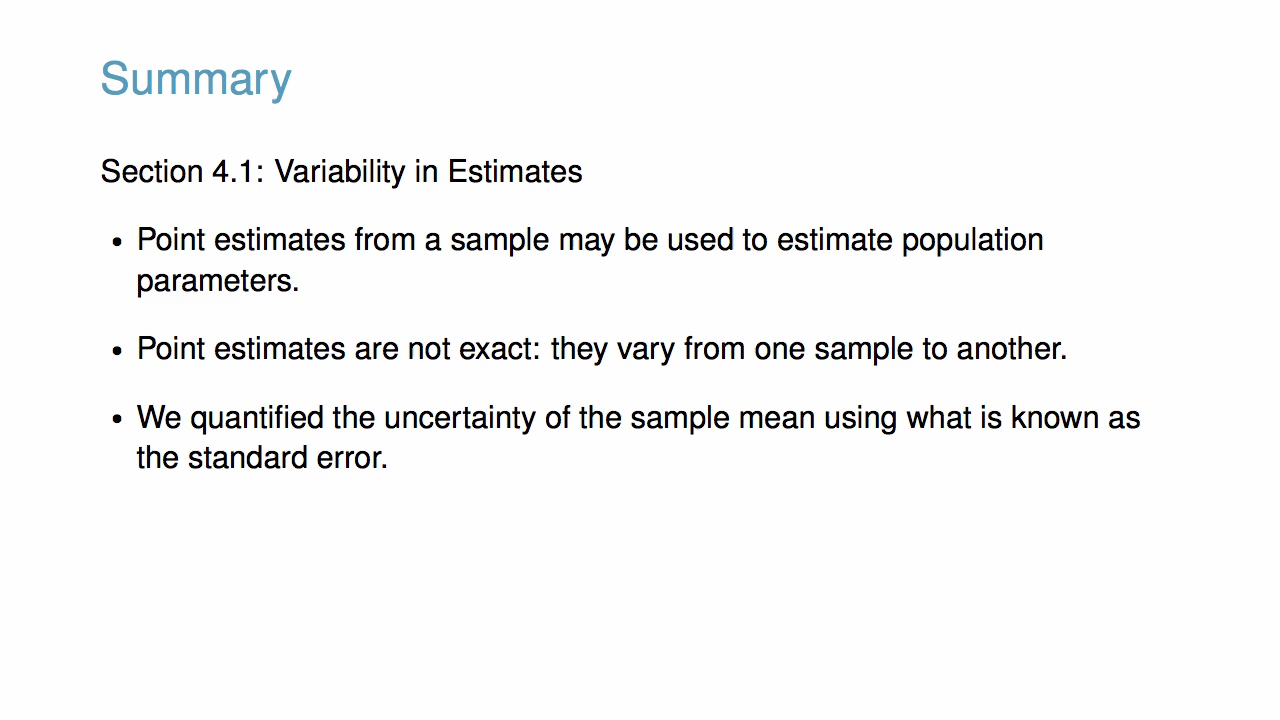 Summary
Section 4.1: Variability in Estimates
• Point estimates from a sample may be used to estimate population
parameters.
• Point estimates are not exact: they vary from one sample to another.
• We quantified the uncertainty of the sample mean using what is known as
the standard error.